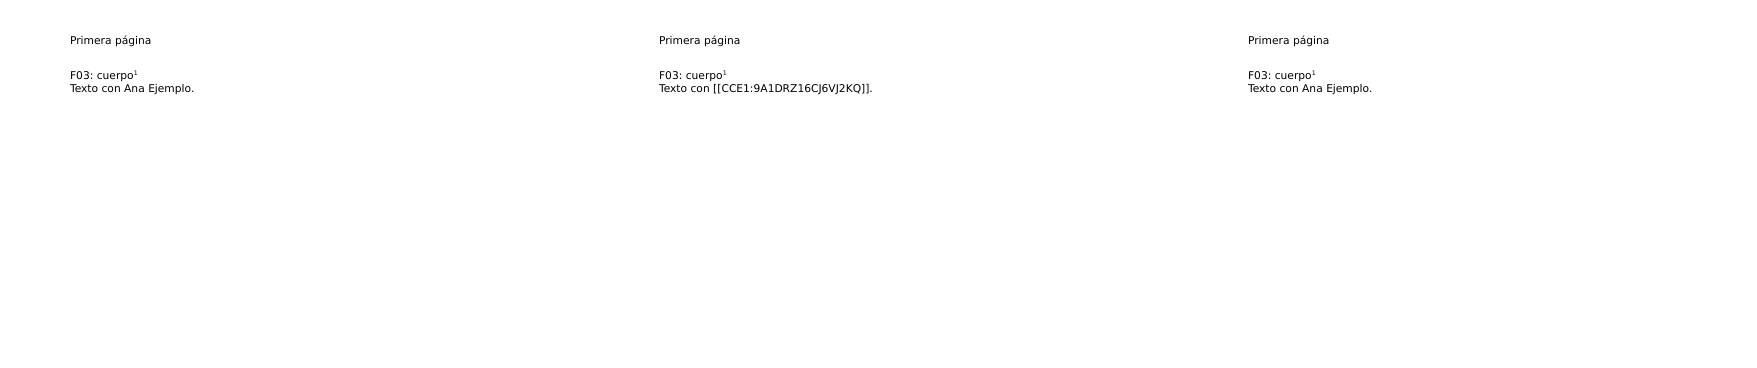 Primera página
F03: cuerpo¹
Texto con Ana Ejemplo.
Primera página
F03: cuerpo¹
Texto con [[CCE1:9A1DRZ16CJ6VJ2KQ]].
Primera página
F03: cuerpo¹
Texto con Ana Ejemplo.